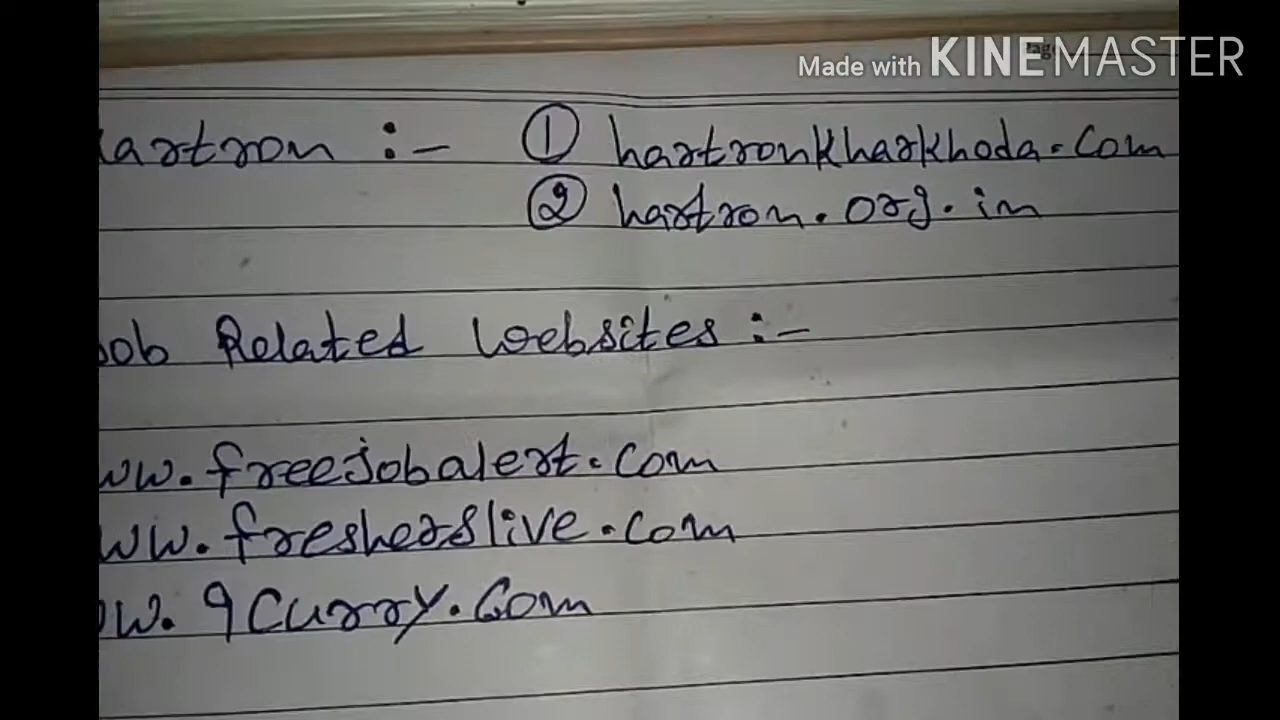 Made with KINEMASTER
artron :- ① hartronkharkhoda.com
② hartron.org.in
ob Related Websites :-
ww.freejobalert.com
ww.fresherslive.com
w. 9Curry.Com